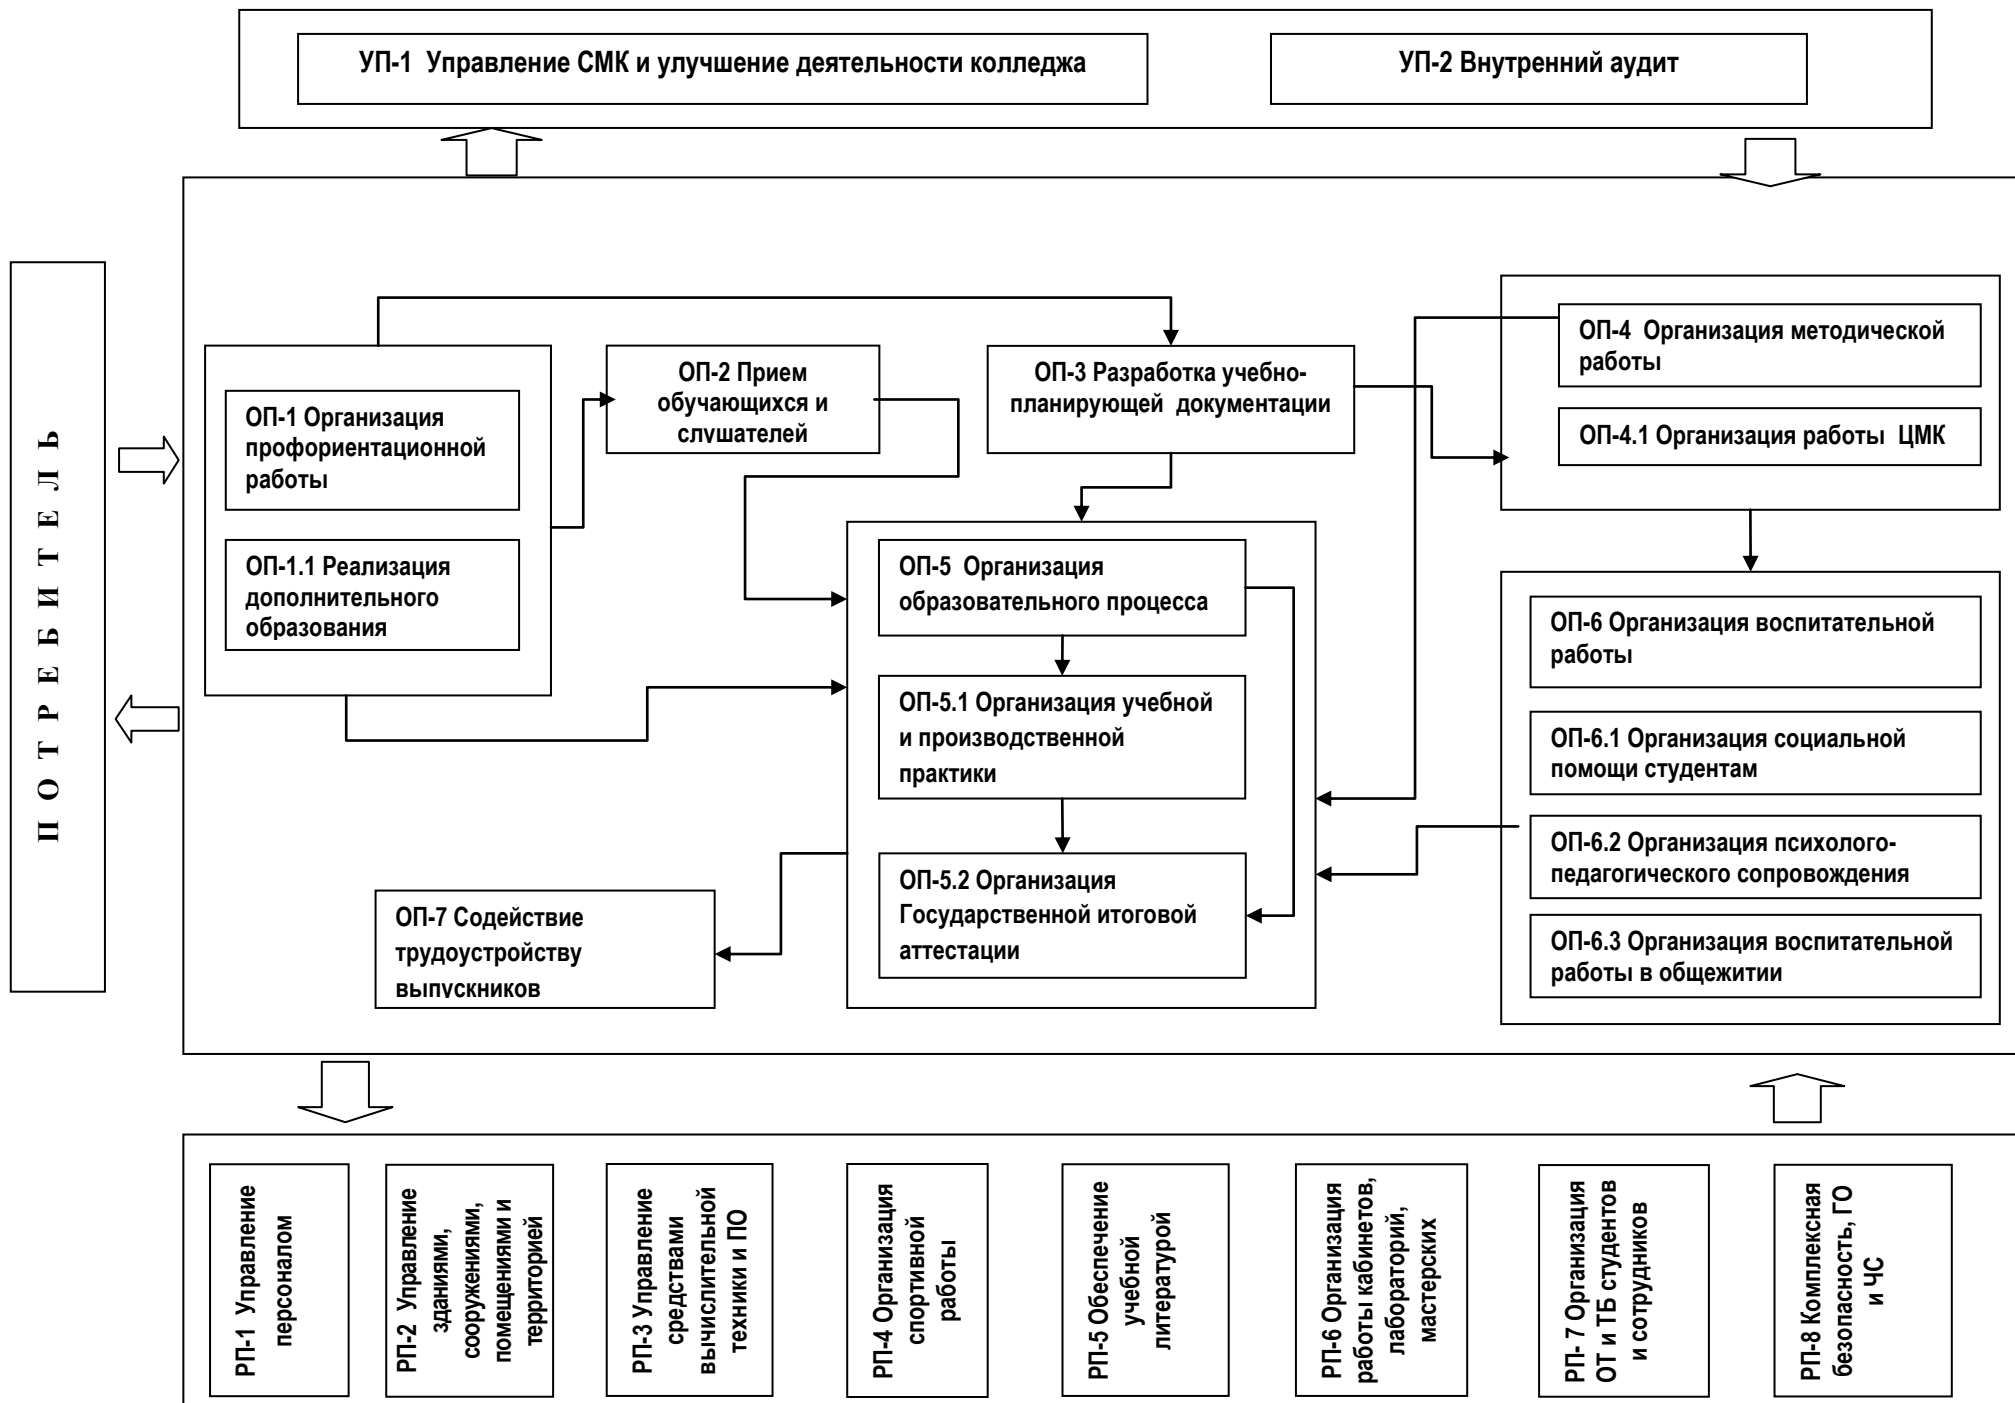 УП-1 Управление СМК и улучшение деятельности колледжа
УП-2 Внутренний аудит
ПОТРЕБИТЕЛЬ
ОП-1 Организация
профориентационной
работы
ОП-1.1 Реализация
дополнительного
образования
ОП-2 Прием
обучающихся и
слушателей
ОП-3 Разработка учебно-
планирующей документации
ОП-4 Организация методической
работы
ОП-4.1 Организация работы ЦМК
ОП-5 Организация
образовательного процесса
ОП-5.1 Организация учебной
и производственной
практики
ОП-5.2 Организация
Государственной итоговой
аттестации
ОП-6 Организация воспитательной
работы
ОП-6.1 Организация социальной
помощи студентам
ОП-6.2 Организация психолого-
педагогического сопровождения
ОП-6.3 Организация воспитательной
работы в общежитии
ОП-7 Содействие
трудоустройству
выпускников
РП-1 Управление
персоналом
РП-2 Управление
зданиями,
сооружениями,
помещениями и
территорией
РП-3 Управление
средствами
вычислительной
техники и ПО
РП-4 Организация
спортивной
работы
РП-5 Обеспечение
учебной
литературой
РП-6 Организация
работы кабинетов,
лабораторий,
мастерских
РП- 7 Организация
ОТ и ТБ студентов
и сотрудников
РП-8 Комплексная
безопасность, ГО
и ЧС